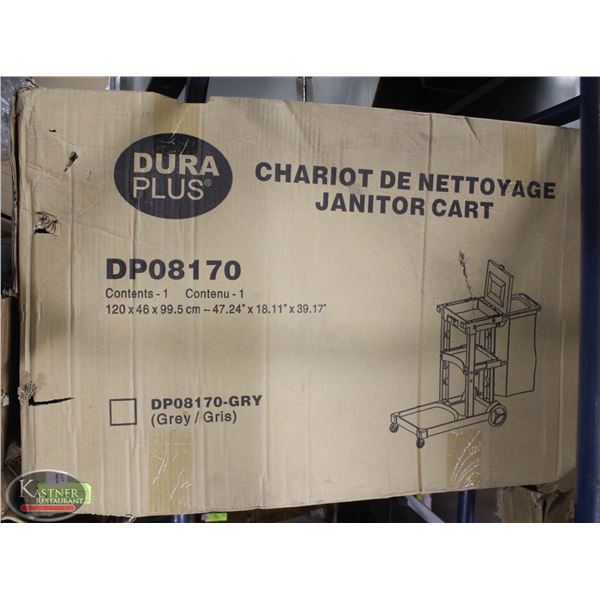 DURA
PLUS®
CHARIOT DE NETTOYAGE
JANITOR CART
DP08170
Contents - 1 Contenu - 1
120 x 46 x 99.5 cm – 47.24" x 18.11" x 39.17"
DP08170-GRY
(Grey / Gris)
KASTNER
RESTAURANT